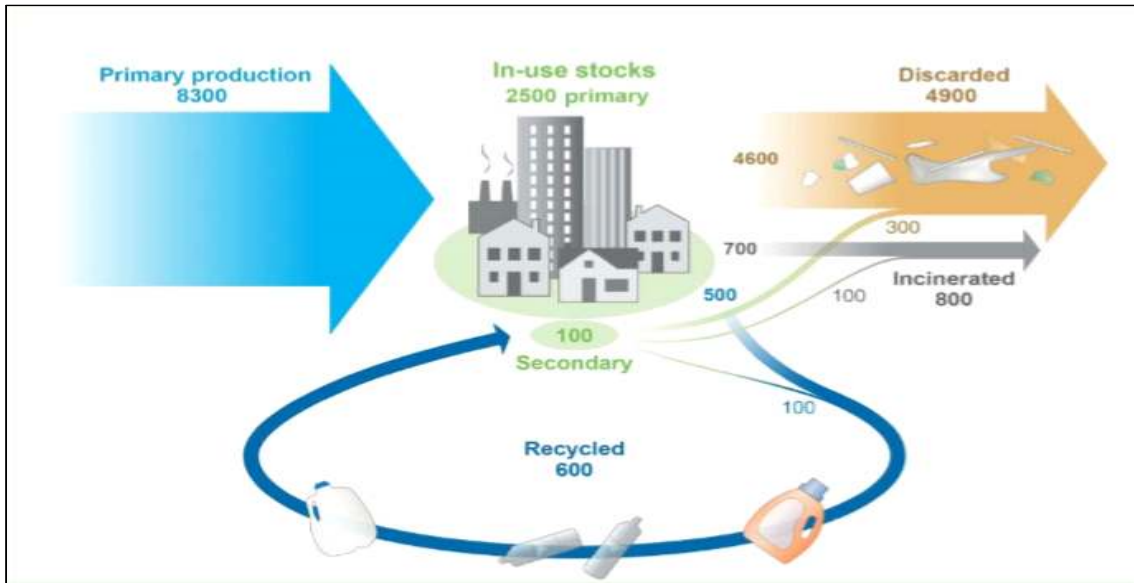 Primary production
8300
In-use stocks
2500 primary
Discarded
4900
4600
300
700
Incinerated
800
500
100
100
Secondary
100
Recycled
600